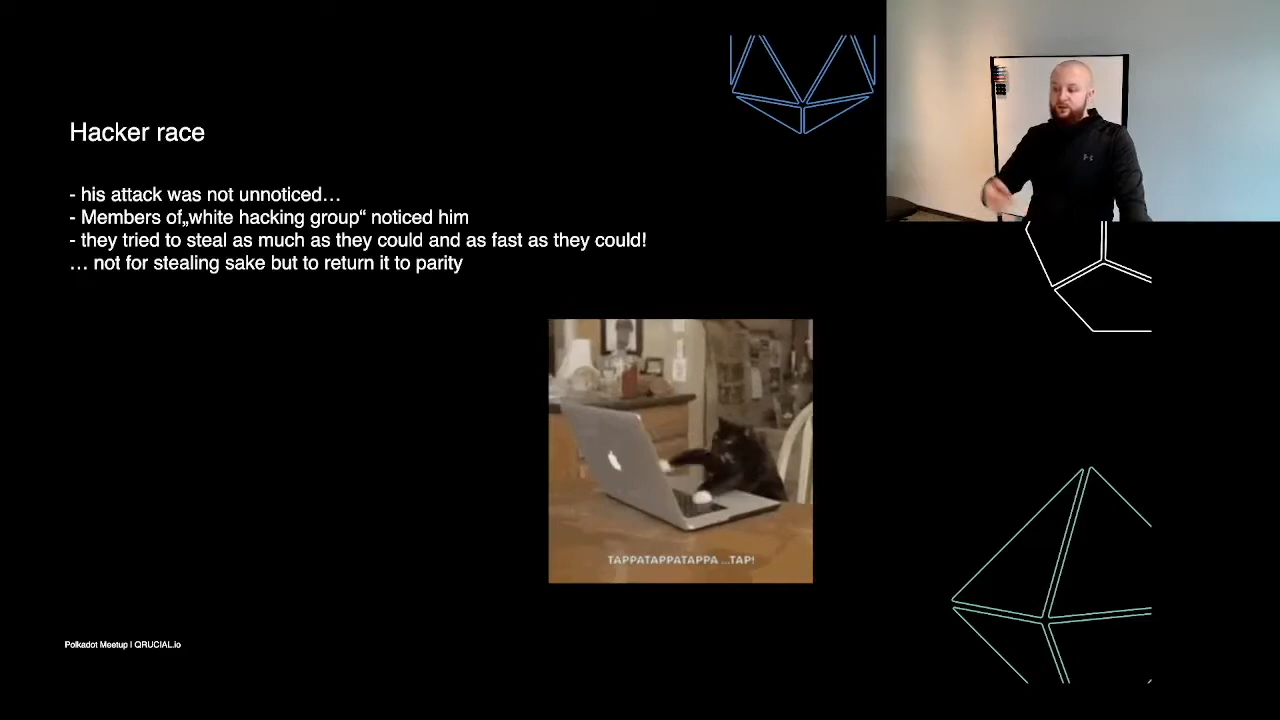 Hacker race
- his attack was not unnoticed…
- Members of„white hacking group“ noticed him
- they tried to steal as much as they could and as fast as they could!
… not for stealing sake but to return it to parity
TAPPATAPPATAPPA ...TAP!
Polkadot Meetup | QRUCIAL.io